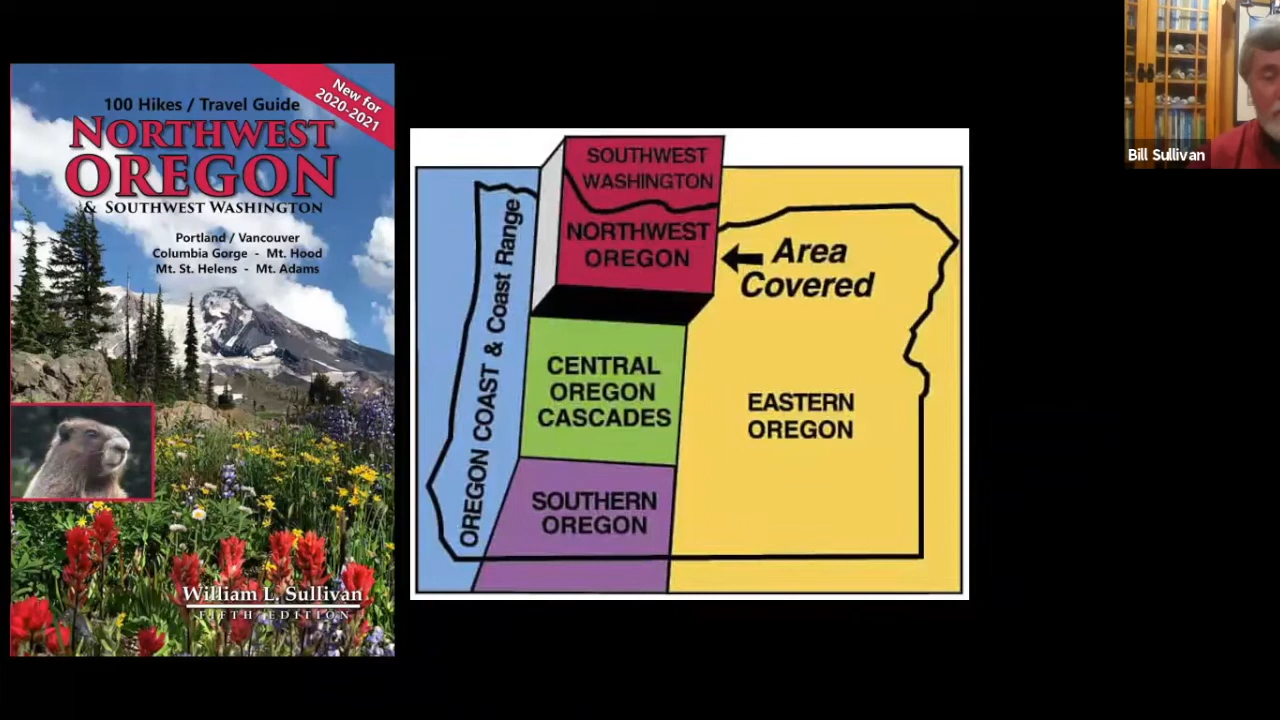 New for
2020-2021
100 Hikes / Travel Guide
NORTHWEST
OREGON
& SOUTHWEST WASHINGTON
Portland / Vancouver
Columbia Gorge - Mt. Hood
Mt. St. Helens - Mt. Adams
William L. Sullivan
FIFTH EDITION
SOUTHWEST
WASHINGTON
NORTHWEST
OREGON
Area
Covered
OREGON COAST & Coast Range
CENTRAL
OREGON
CASCADES
EASTERN
OREGON
SOUTHERN
OREGON
Bill Sullivan